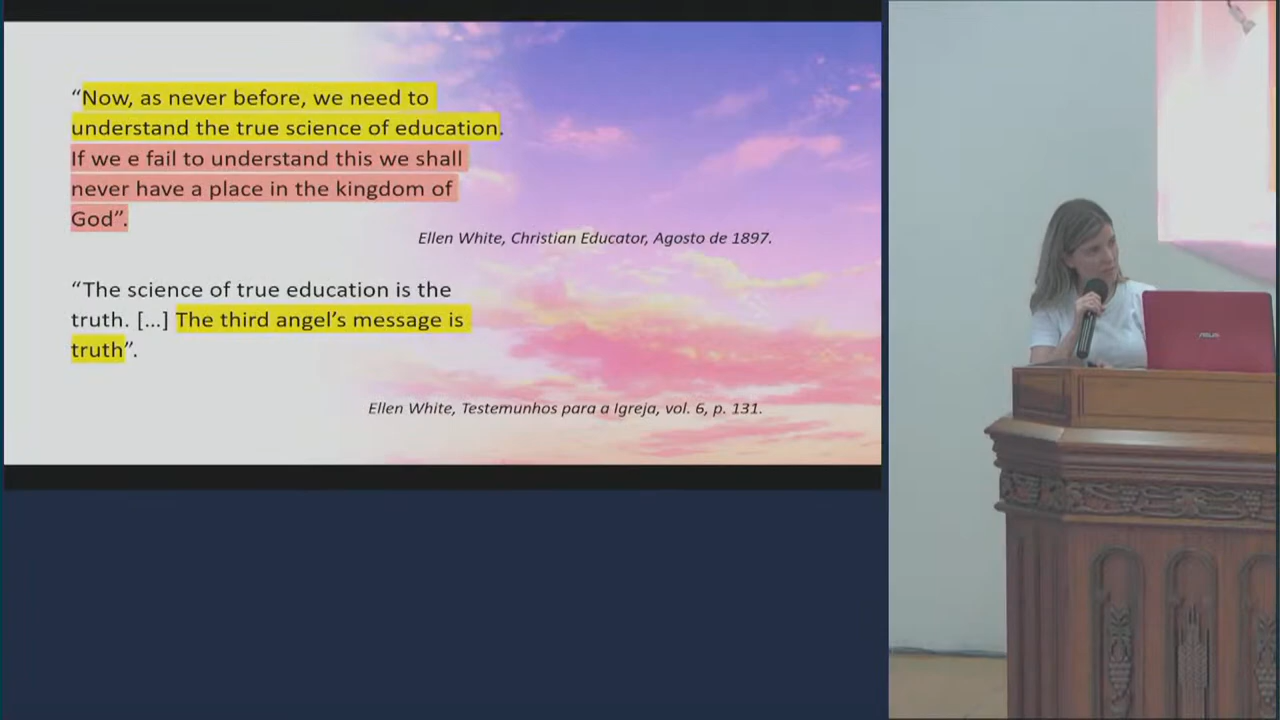 “Now, as never before, we need to
understand the true science of education.
If we e fail to understand this we shall
never have a place in the kingdom of
God”.
Ellen White, Christian Educator, Agosto de 1897.
“The science of true education is the
truth. [...] The third angel’s message is
truth”.
Ellen White, Testemunhos para a Igreja, vol. 6, p. 131.
ASUS